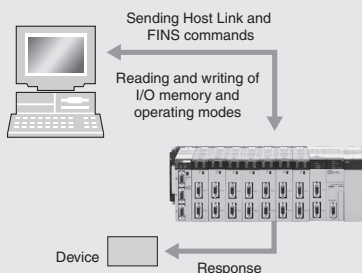 Sending Host Link and
FINS commands
Reading and writing of
I/O memory and
operating modes
Device
Response